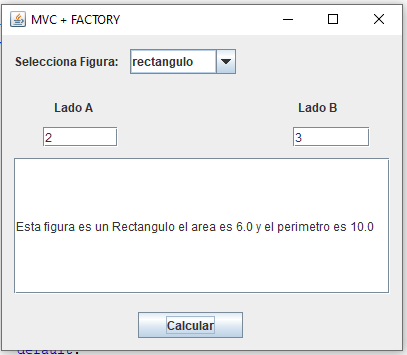 MVC + FACTORY
Selecciona Figura: rectangulo
Lado A Lado B
2 3
Esta figura es un Rectangulo el area es 6.0 y el perimetro es 10.0
Calcular
default: